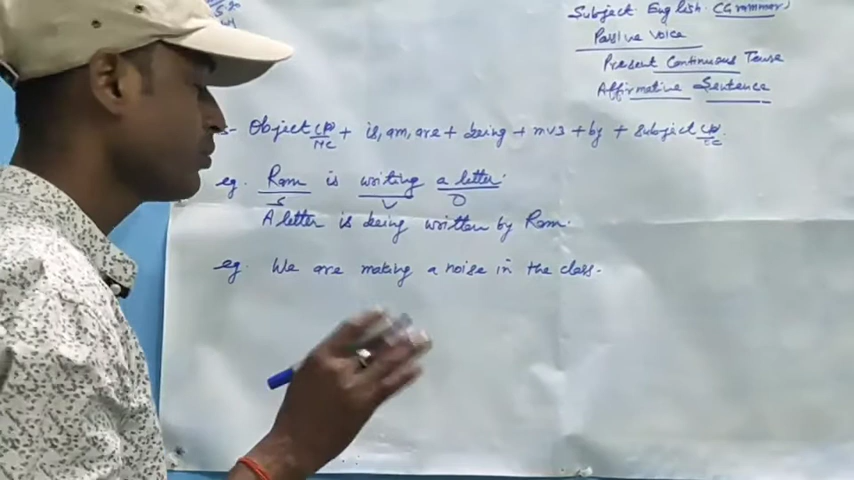 Subject: English (Grammar)
Passive Voice
Present Continuous Tense
Affirmative Sentence
s- Object + is, am, are + being + mv3 + by + subject
NC
eg. Ram is writing a letter.
S V O
A letter is being written by Ram.
eg. We are making a noise in the class.